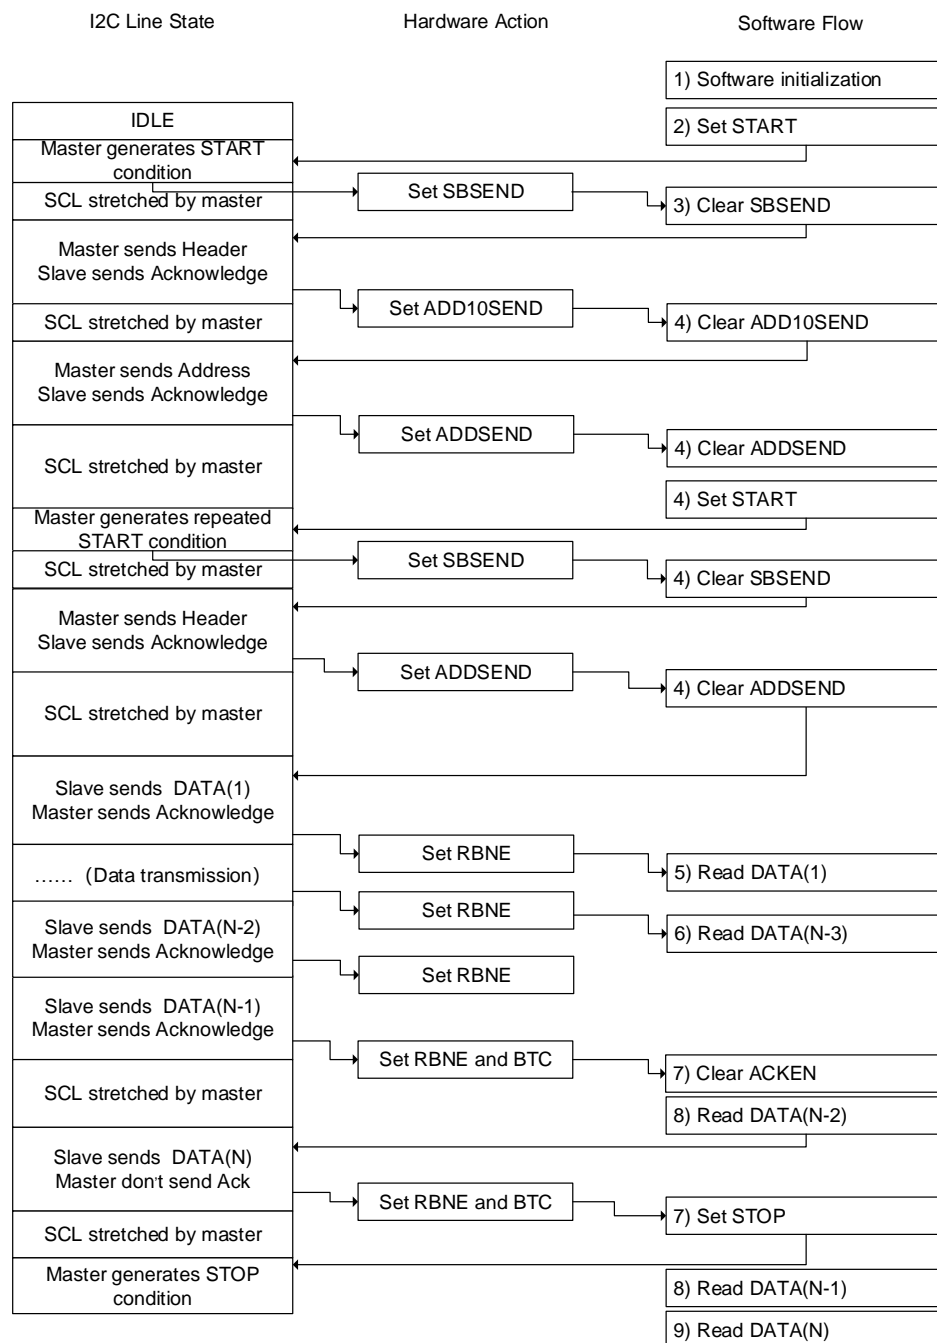 I2C Line State
Hardware Action
Software Flow
1) Software initialization
IDLE
2) Set START
Master generates START
condition
SCL stretched by master
Set SBSEND
3) Clear SBSEND
Master sends Header
Slave sends Acknowledge
Set ADD10SEND
SCL stretched by master
4) Clear ADD10SEND
Master sends Address
Slave sends Acknowledge
Set ADDSEND
4) Clear ADDSEND
SCL stretched by master
4) Set START
Master generates repeated
START condition
Set SBSEND
SCL stretched by master
4) Clear SBSEND
Master sends Header
Slave sends Acknowledge
Set ADDSEND
4) Clear ADDSEND
SCL stretched by master
Slave sends DATA(1)
Master sends Acknowledge
Set RBNE
5) Read DATA(1)
…… (Data transmission)
Set RBNE
6) Read DATA(N-3)
Slave sends DATA(N-2)
Master sends Acknowledge
Set RBNE
Slave sends DATA(N-1)
Master sends Acknowledge
Set RBNE and BTC
7) Clear ACKEN
SCL stretched by master
8) Read DATA(N-2)
Slave sends DATA(N)
Master don't send Ack
Set RBNE and BTC
7) Set STOP
SCL stretched by master
Master generates STOP
condition
8) Read DATA(N-1)
9) Read DATA(N)